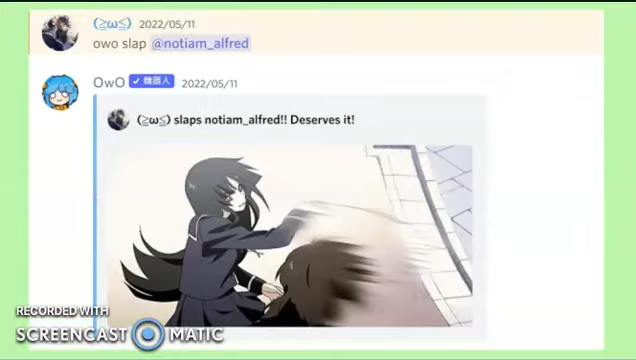 (≧ω≦) 2022/05/11
owo slap @notiam_alfred
OwO ✓ 機器人 2022/05/11
(≧ω≦) slaps notiam_alfred!! Deserves it!
RECORDED WITH
SCREENCAST MATIC